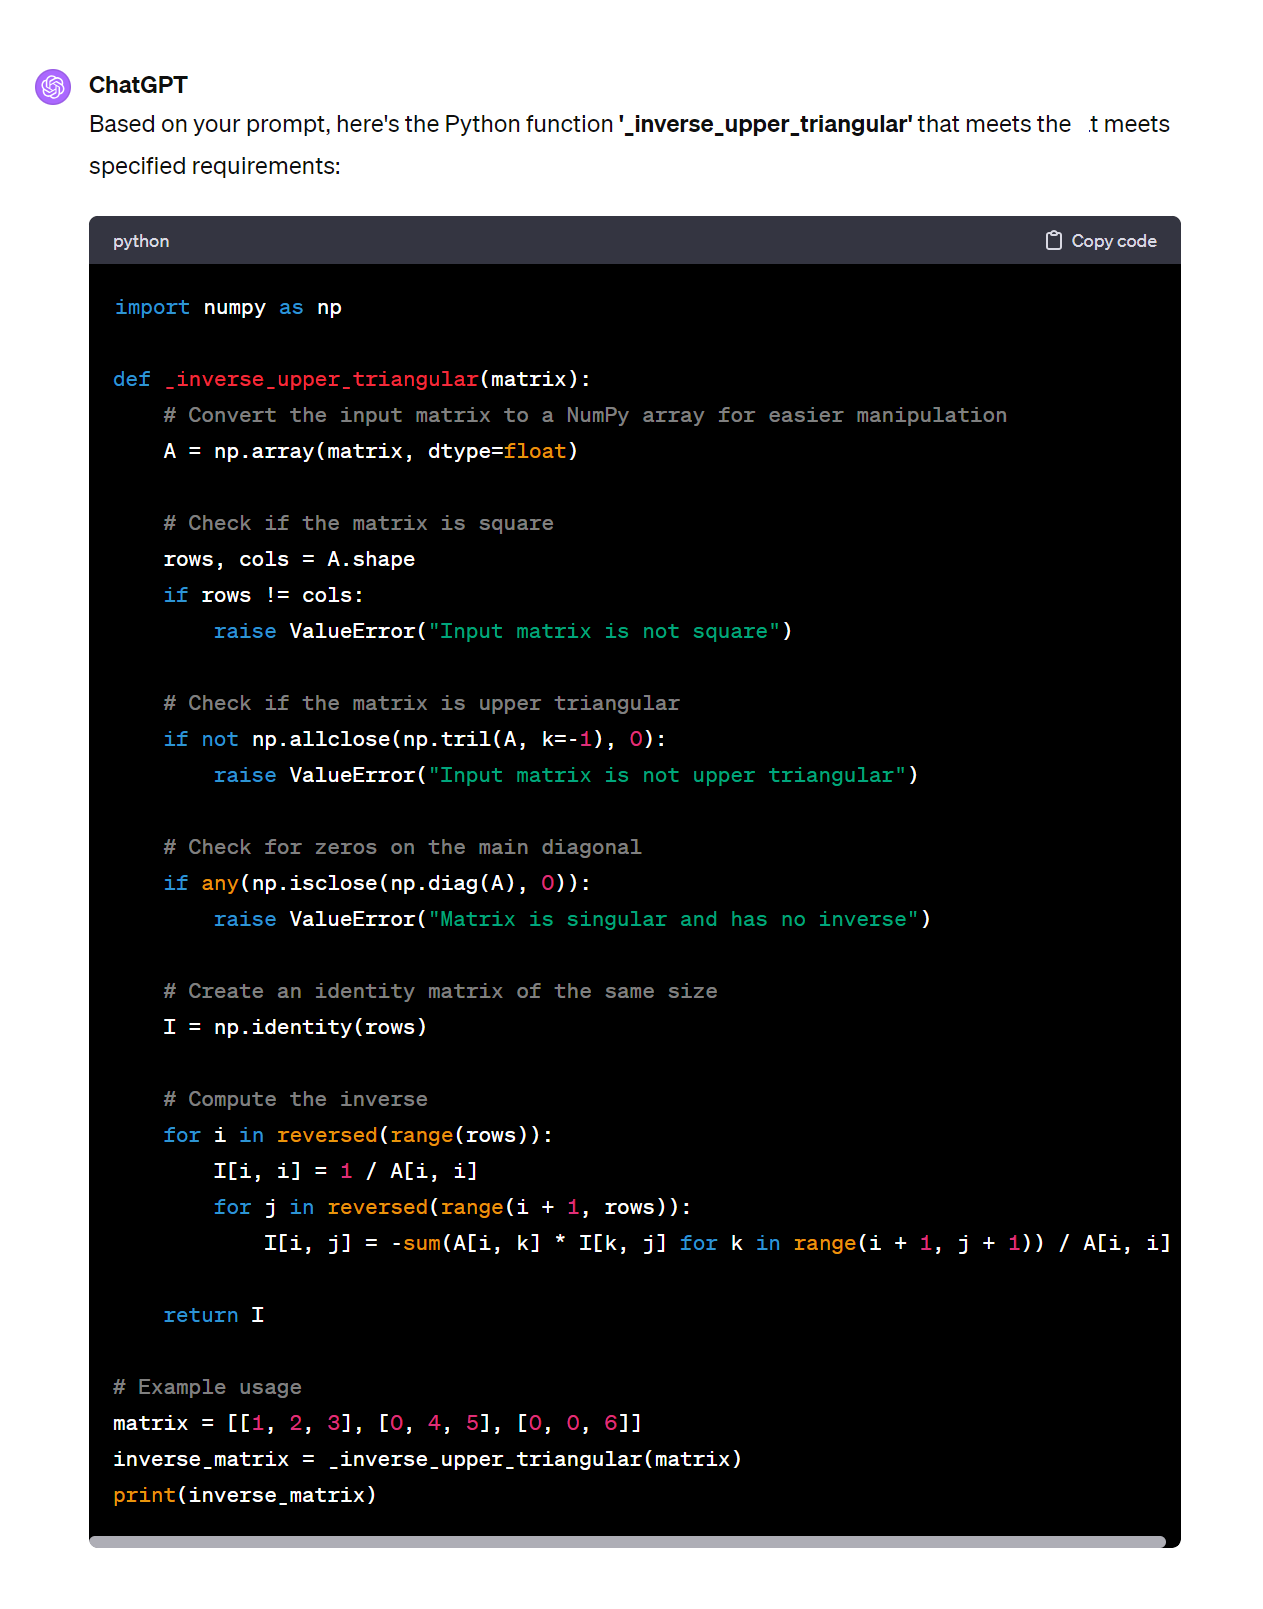 ChatGPT
Based on your prompt, here's the Python function '_inverse_upper_triangular' that meets the .t meets
specified requirements:
python
Copy code
import numpy as np
def _inverse_upper_triangular(matrix):
# Convert the input matrix to a NumPy array for easier manipulation
A = np.array(matrix, dtype=float)
# Check if the matrix is square
rows, cols = A.shape
if rows != cols:
raise ValueError("Input matrix is not square")
# Check if the matrix is upper triangular
if not np.allclose(np.tril(A, k=-1), 0):
raise ValueError("Input matrix is not upper triangular")
# Check for zeros on the main diagonal
if any(np.isclose(np.diag(A), 0)):
raise ValueError("Matrix is singular and has no inverse")
# Create an identity matrix of the same size
I = np.identity(rows)
# Compute the inverse
for i in reversed(range(rows)):
I[i, i] = 1 / A[i, i]
for j in reversed(range(i + 1, rows)):
I[i, j] = -sum(A[i, k] * I[k, j] for k in range(i + 1, j + 1)) / A[i, i]
return I
# Example usage
matrix = [[1, 2, 3], [0, 4, 5], [0, 0, 6]]
inverse_matrix = _inverse_upper_triangular(matrix)
print(inverse_matrix)